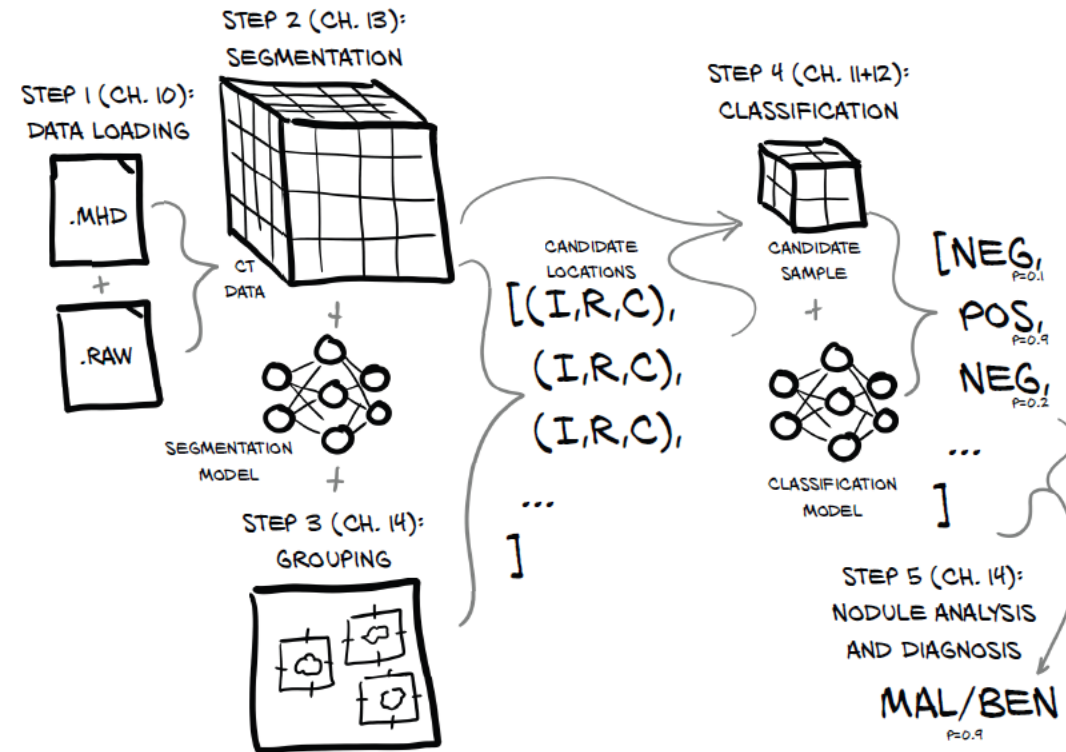 STEP 1 (CH. 10):
DATA LOADING
.MHD
+
.RAW
STEP 2 (CH. 13):
SEGMENTATION
CT
DATA
+
SEGMENTATION
MODEL
+
STEP 3 (CH. 14):
GROUPING
CANDIDATE
LOCATIONS
[(I,R,C),
(I,R,C),
(I,R,C),
...
]
STEP 4 (CH. 11+12):
CLASSIFICATION
CANDIDATE
SAMPLE
+
CLASSIFICATION
MODEL
[NEG,
P=0.1
POS,
P=0.9
NEG,
P=0.2
...
]
STEP 5 (CH. 14):
NODULE ANALYSIS
AND DIAGNOSIS
MAL/BEN
P=0.9